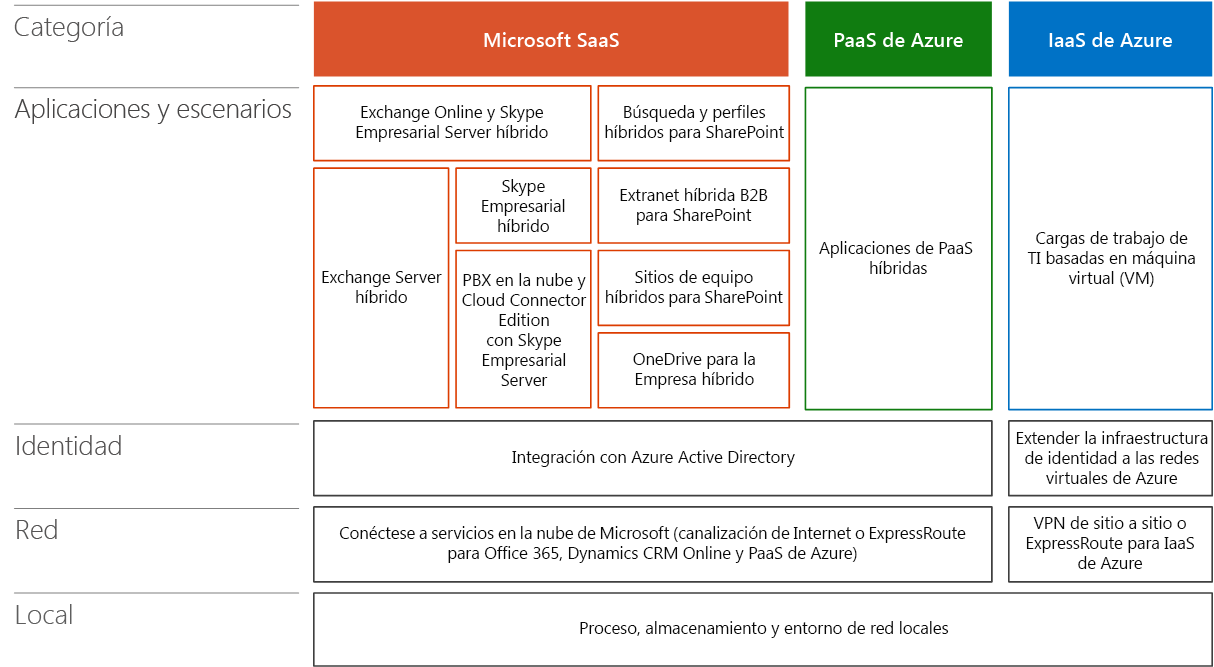 Categoría
Microsoft SaaS
PaaS de Azure
IaaS de Azure
Aplicaciones y escenarios
Exchange Online y Skype
Empresarial Server híbrido
Búsqueda y perfiles
híbridos para SharePoint
Exchange Server
híbrido
Skype
Empresarial
híbrido
Extranet híbrida B2B
para SharePoint
PBX en la nube y
Cloud Connector
Edition
con Skype
Empresarial
Server
Sitios de equipo
híbridos para SharePoint
OneDrive para la
Empresa híbrido
Aplicaciones de PaaS
híbridas
Cargas de trabajo de
TI basadas en máquina
virtual (VM)
Identidad
Integración con Azure Active Directory
Extender la infraestructura
de identidad a las redes
virtuales de Azure
Red
Conéctese a servicios en la nube de Microsoft (canalización de Internet o ExpressRoute
para Office 365, Dynamics CRM Online y PaaS de Azure)
VPN de sitio a sitio o
ExpressRoute para IaaS
de Azure
Local
Proceso, almacenamiento y entorno de red locales